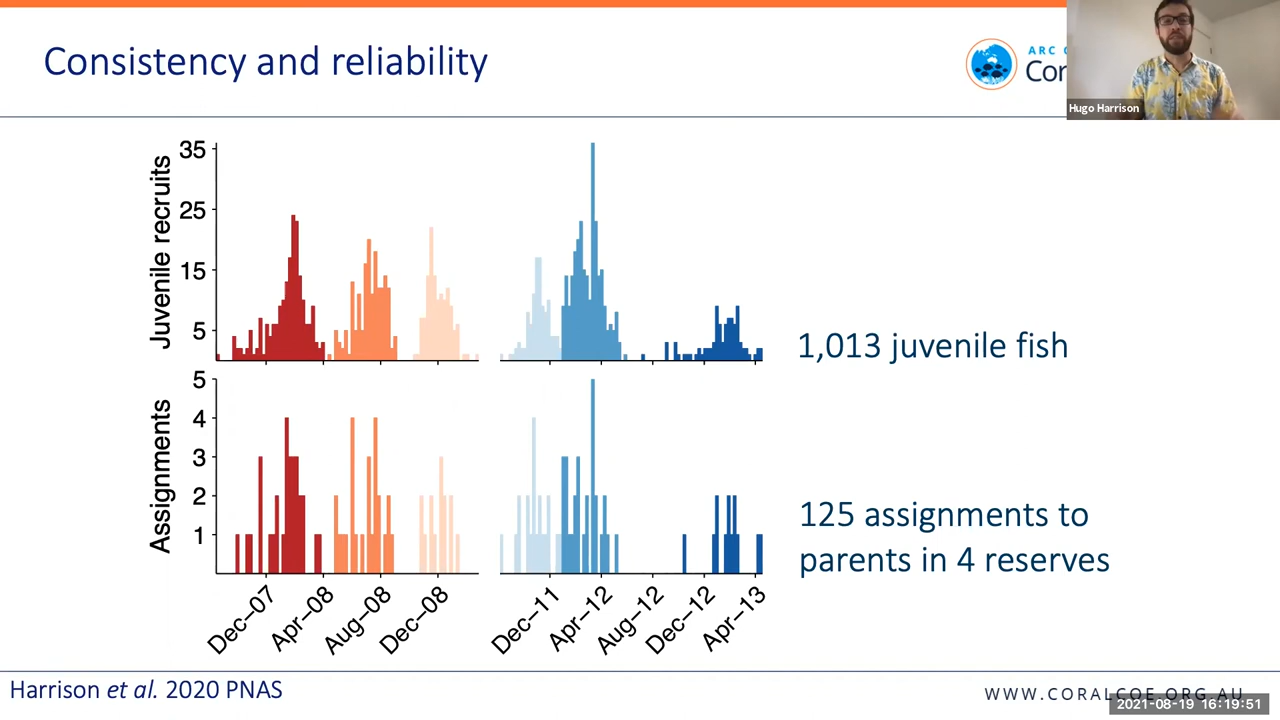 Consistency and reliability
ARC C
Cor
Hugo Harrison
Juvenile recruits
35
25
15
5
1,013 juvenile fish
Assignments
5
4
3
2
1
125 assignments to
parents in 4 reserves
Dec–07
Apr–08
Aug–08
Dec–08
Dec–11
Apr–12
Aug–12
Dec–12
Apr–13
Harrison et al. 2020 PNAS
WWW.CORALCOE.ORG.AU
2021-08-19 16:19:51